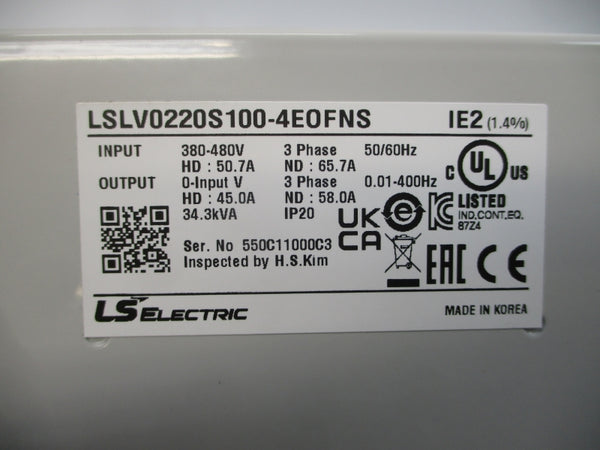 LSLV0220S100-4EOFNS IE2 (1.4%)
INPUT 380-480V 3 Phase 50/60Hz
HD : 50.7A ND : 65.7A
OUTPUT 0-Input V 3 Phase 0.01-400Hz
HD : 45.0A ND : 58.0A
34.3kVA IP20
Ser. No 550C11000C3
Inspected by H.S.Kim
UK
CA
C UL US
LISTED
IND.CONT.EQ.
87Z4
EAC CE
LS ELECTRIC MADE IN KOREA